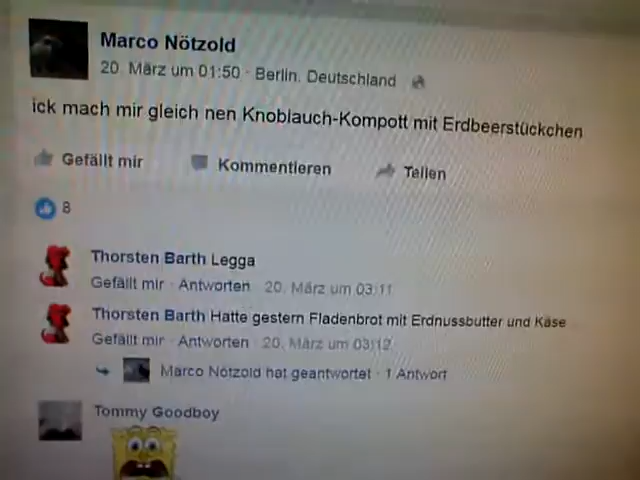 Marco Nötzold
20. März um 01:50 · Berlin, Deutschland
ick mach mir gleich nen Knoblauch-Kompott mit Erdbeerstückchen
Gefällt mir Kommentieren Teilen
8
Thorsten Barth Legga
Gefällt mir · Antworten · 20. März um 03:11
Thorsten Barth Hatte gestern Fladenbrot mit Erdnussbutter und Käse
Gefällt mir · Antworten · 20. März um 03:12
Marco Nötzold hat geantwortet · 1 Antwort
Tommy Goodboy